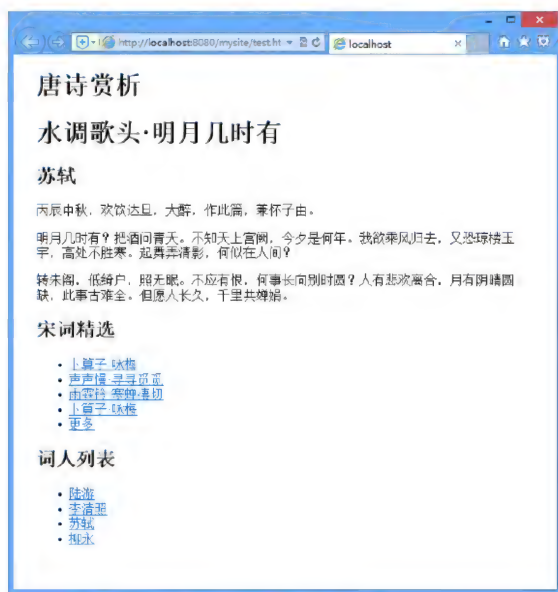 http://localhost:8080/mysite/test.ht
localhost
唐诗赏析
水调歌头·明月几时有
苏轼
丙辰中秋，欢饮达旦，大醉，作此篇，兼怀子由。
明月几时有？把酒问青天。不知天上宫阙，今夕是何年。我欲乘风归去，又恐琼楼玉
宇，高处不胜寒。起舞弄清影，何似在人间？
转朱阁，低绮户，照无眠。不应有恨，何事长向别时圆？人有悲欢离合，月有阴晴圆
缺，此事古难全。但愿人长久，千里共婵娟。
宋词精选
卜算子·咏梅
声声慢·寻寻觅觅
雨霖铃·寒蝉凄切
卜算子·咏梅
更多
词人列表
陆游
李清照
苏轼
柳永